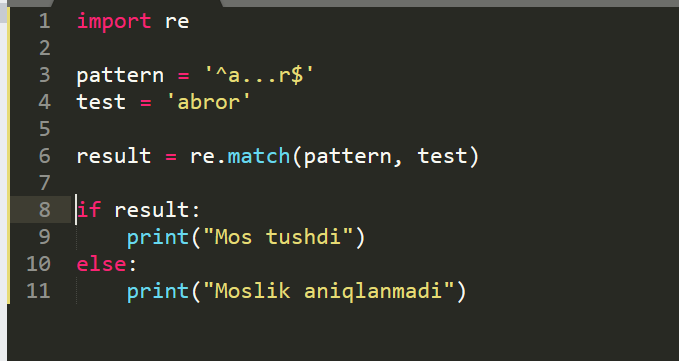 1 import re
2
3 pattern = '^a...r$'
4 test = 'abror'
5
6 result = re.match(pattern, test)
7
8 if result:
9     print("Mos tushdi")
10 else:
11     print("Moslik aniqlanmadi")